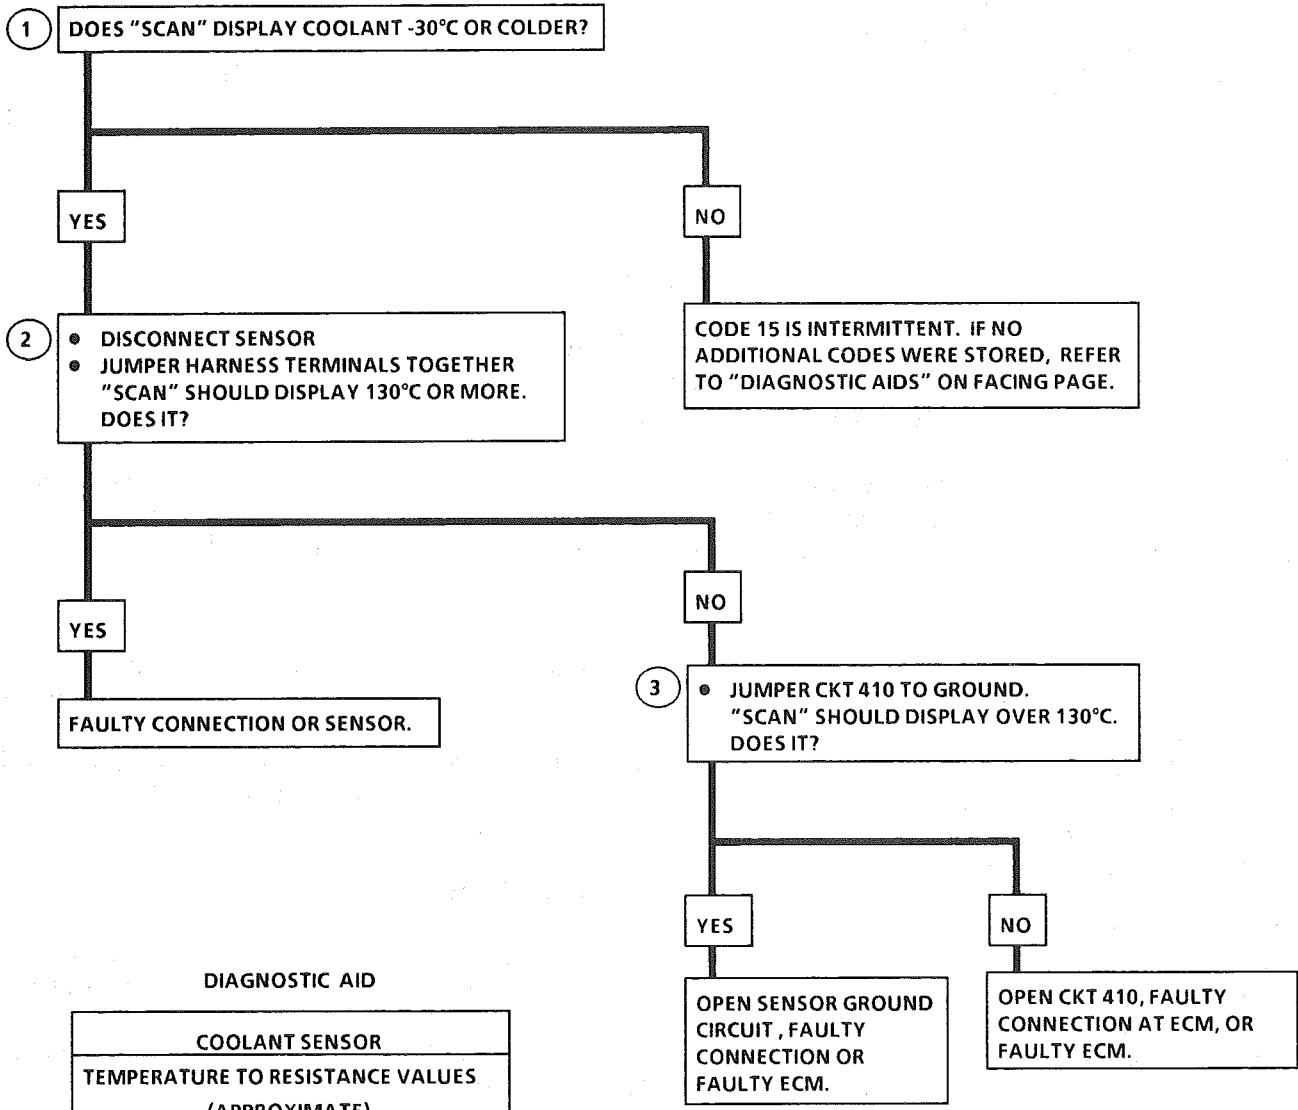 1
DOES "SCAN" DISPLAY COOLANT -30°C OR COLDER?
YES
NO
2
● DISCONNECT SENSOR
● JUMPER HARNESS TERMINALS TOGETHER
"SCAN" SHOULD DISPLAY 130°C OR MORE.
DOES IT?
CODE 15 IS INTERMITTENT. IF NO
ADDITIONAL CODES WERE STORED, REFER
TO "DIAGNOSTIC AIDS" ON FACING PAGE.
YES
NO
FAULTY CONNECTION OR SENSOR.
3
● JUMPER CKT 410 TO GROUND.
"SCAN" SHOULD DISPLAY OVER 130°C.
DOES IT?
YES
NO
OPEN SENSOR GROUND
CIRCUIT, FAULTY
CONNECTION OR
FAULTY ECM.
OPEN CKT 410, FAULTY
CONNECTION AT ECM, OR
FAULTY ECM.
DIAGNOSTIC AID
COOLANT SENSOR
TEMPERATURE TO RESISTANCE VALUES
(APPROXIMATE)